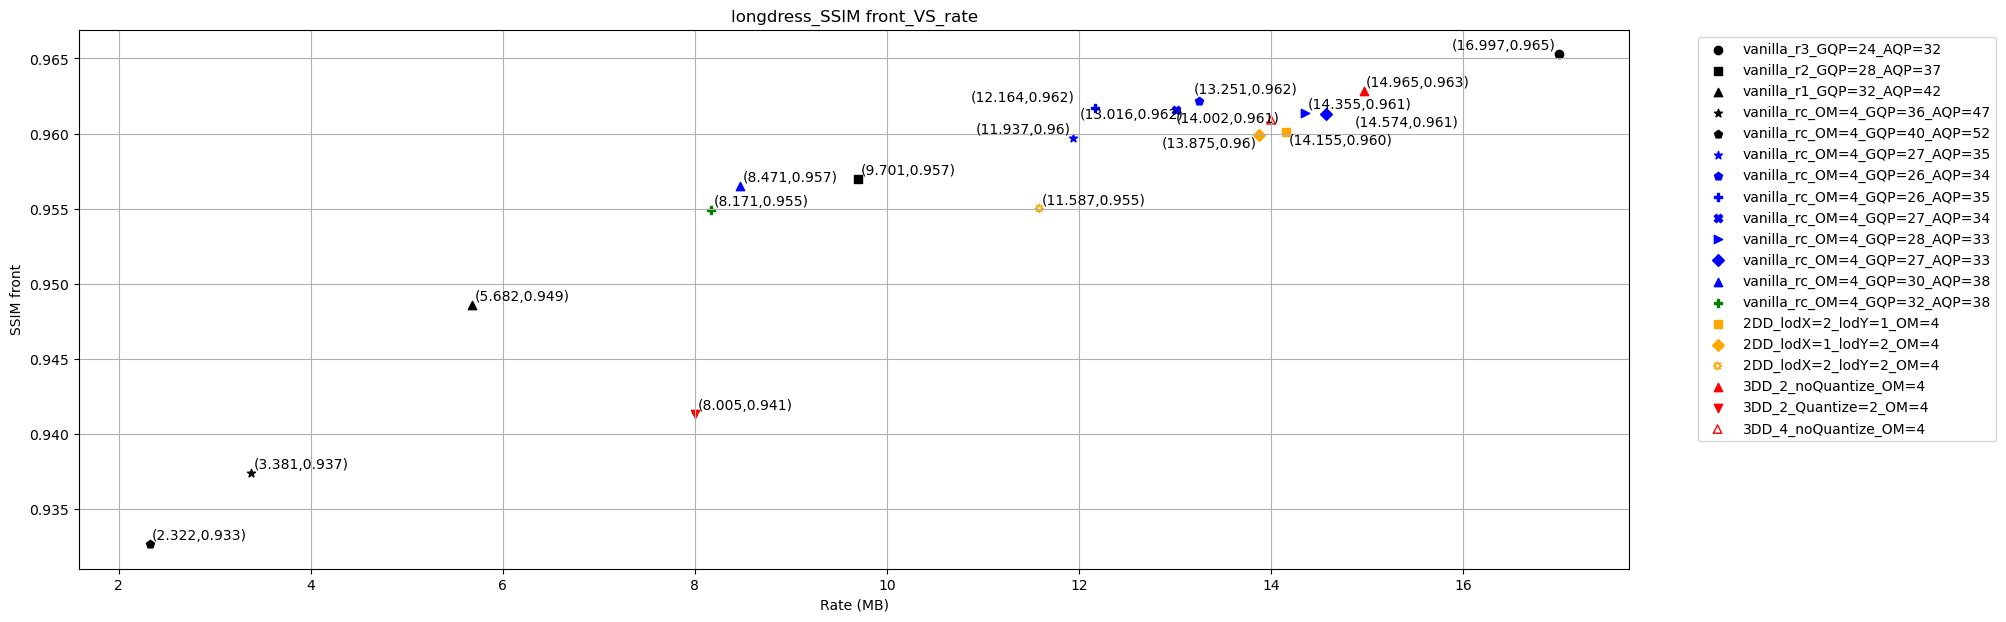 longdress_SSIM front_VS_rate
SSIM front
0.965
0.960
0.955
0.950
0.945
0.940
0.935
(16.997,0.965)
(14.965,0.963)
(13.251,0.962)
(12.164,0.962)
(14.355,0.961)
(13.016,0.962)
(14.002,0.961)
(14.574,0.961)
(11.937,0.96)
(13.875,0.96)
(14.155,0.960)
(9.701,0.957)
(8.471,0.957)
(8.171,0.955)
(11.587,0.955)
(5.682,0.949)
(8.005,0.941)
(3.381,0.937)
(2.322,0.933)
2 4 6 8 10 12 14 16
Rate (MB)
vanilla_r3_GQP=24_AQP=32
vanilla_r2_GQP=28_AQP=37
vanilla_r1_GQP=32_AQP=42
vanilla_rc_OM=4_GQP=36_AQP=47
vanilla_rc_OM=4_GQP=40_AQP=52
vanilla_rc_OM=4_GQP=27_AQP=35
vanilla_rc_OM=4_GQP=26_AQP=34
vanilla_rc_OM=4_GQP=26_AQP=35
vanilla_rc_OM=4_GQP=27_AQP=34
vanilla_rc_OM=4_GQP=28_AQP=33
vanilla_rc_OM=4_GQP=27_AQP=33
vanilla_rc_OM=4_GQP=30_AQP=38
vanilla_rc_OM=4_GQP=32_AQP=38
2DD_lodX=2_lodY=1_OM=4
2DD_lodX=1_lodY=2_OM=4
2DD_lodX=2_lodY=2_OM=4
3DD_2_noQuantize_OM=4
3DD_2_Quantize=2_OM=4
3DD_4_noQuantize_OM=4